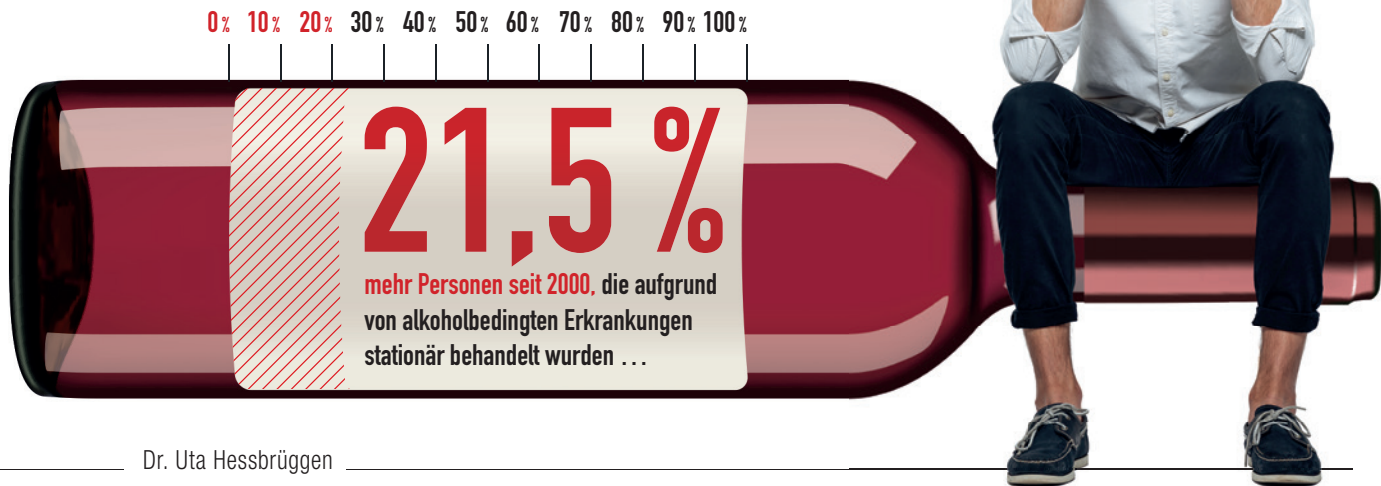 0% 10% 20% 30% 40% 50% 60% 70% 80% 90% 100%
21,5 %
mehr Personen seit 2000, die aufgrund
von alkoholbedingten Erkrankungen
stationär behandelt wurden ...
Dr. Uta Hessbrüggen